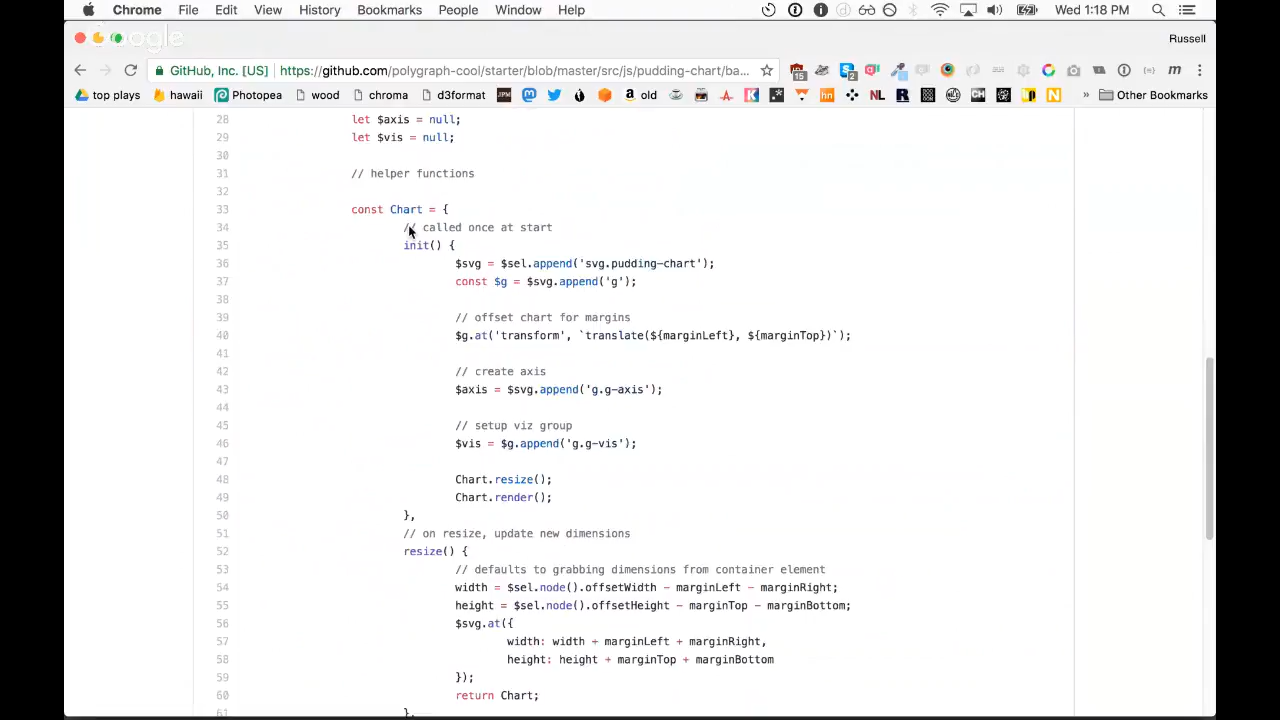 Chrome File Edit View History Bookmarks People Window Help Wed 1:18 PM
Google Russell
GitHub, Inc. [US] https://github.com/polygraph-cool/starter/blob/master/src/js/pudding-chart/ba...
top plays hawaii Photopea wood chroma d3format old Other Bookmarks
28 let $axis = null;
29 let $vis = null;
30
31 // helper functions
32
33 const Chart = {
34 // called once at start
35 init() {
36 $svg = $sel.append('svg.pudding-chart');
37 const $g = $svg.append('g');
38
39 // offset chart for margins
40 $g.at('transform', `translate(${marginLeft}, ${marginTop})`);
41
42 // create axis
43 $axis = $svg.append('g.g-axis');
44
45 // setup viz group
46 $vis = $g.append('g.g-vis');
47
48 Chart.resize();
49 Chart.render();
50 },
51 // on resize, update new dimensions
52 resize() {
53 // defaults to grabbing dimensions from container element
54 width = $sel.node().offsetWidth - marginLeft - marginRight;
55 height = $sel.node().offsetHeight - marginTop - marginBottom;
56 $svg.at({
57 width: width + marginLeft + marginRight,
58 height: height + marginTop + marginBottom
59 });
60 return Chart;
61 },